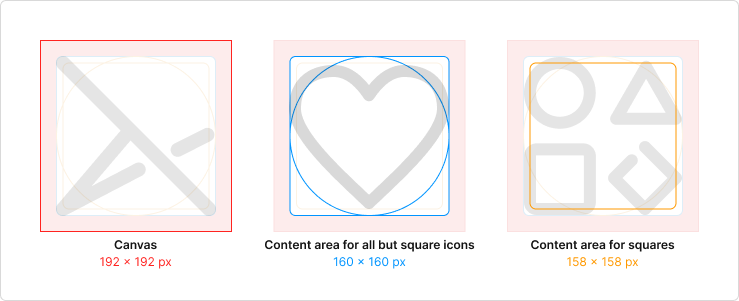 Canvas
192 × 192 px
Content area for all but square icons
160 × 160 px
Content area for squares
158 × 158 px